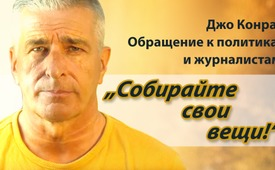 Джо Конра
Обращение к политика
и журналистам
„Собирайте
свои
вещи!“